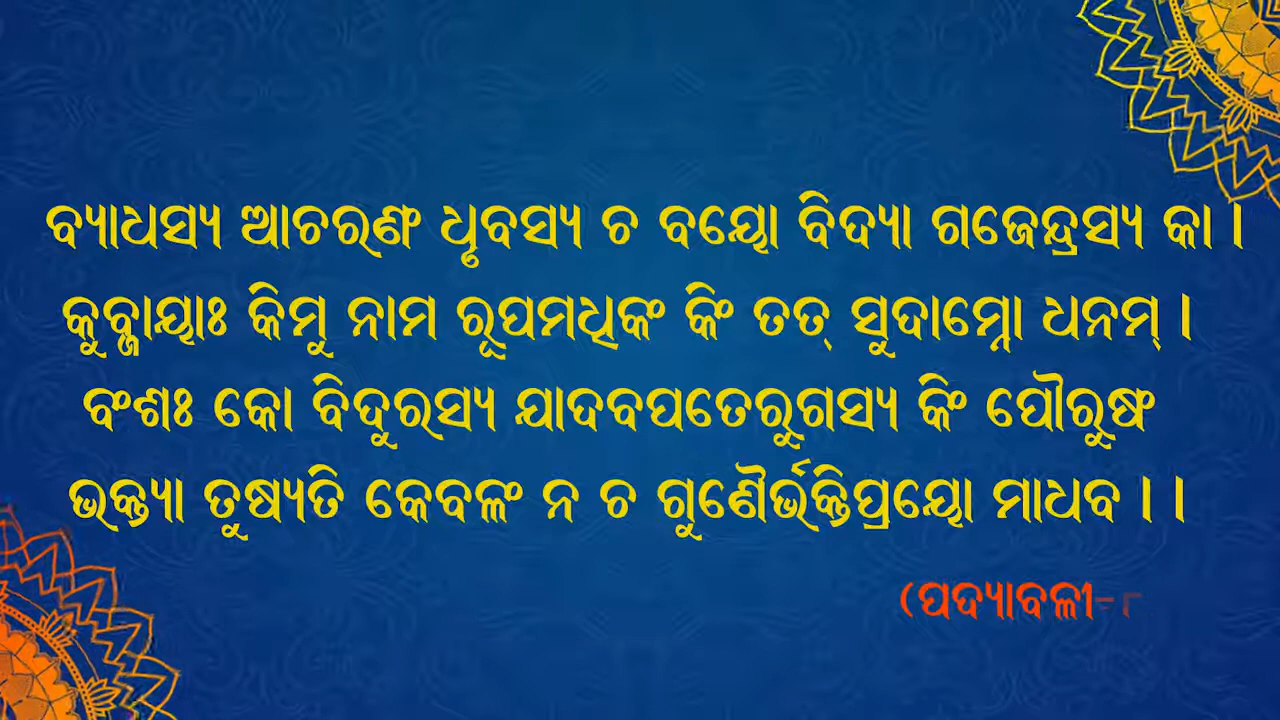 ବ୍ୟାଧସ୍ୟ ଆଚରଣଂ ଧୃବସ୍ୟ ଚ ବୟୋ ବିଦ୍ୟା ଗଜେନ୍ଦ୍ରସ୍ୟ କା ।
କୁବ୍ଜାୟାଃ କିମୁ ନାମ ରୂପମଧିକଂ କିଂ ତତ୍ ସୁଦାମ୍ନୋ ଧନମ୍ ।
ବଂଶଃ କୋ ବିଦୁରସ୍ୟ ଯାଦବପତେରୁଗସ୍ୟ କିଂ ପୌରୁଷଂ
ଭକ୍ତ୍ୟା ତୁଷ୍ୟତି କେବଳଂ ନ ଚ ଗୁଣୈର୍ଭକ୍ତିପ୍ରୟୋ ମାଧବ । ।
(ପଦ୍ୟାବଳୀ-